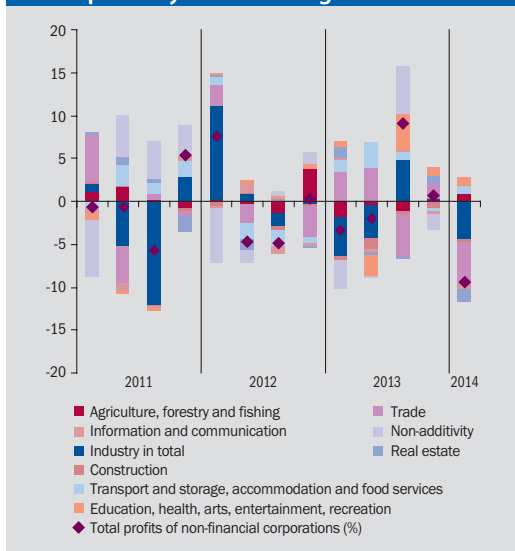 20
15
10
5
0
-5
-10
-15
-20
2011 2012 2013 2014
Agriculture, forestry and fishing
Trade
Information and communication
Non-additivity
Industry in total
Real estate
Construction
Transport and storage, accommodation and food services
Education, health, arts, entertainment, recreation
Total profits of non-financial corporations (%)